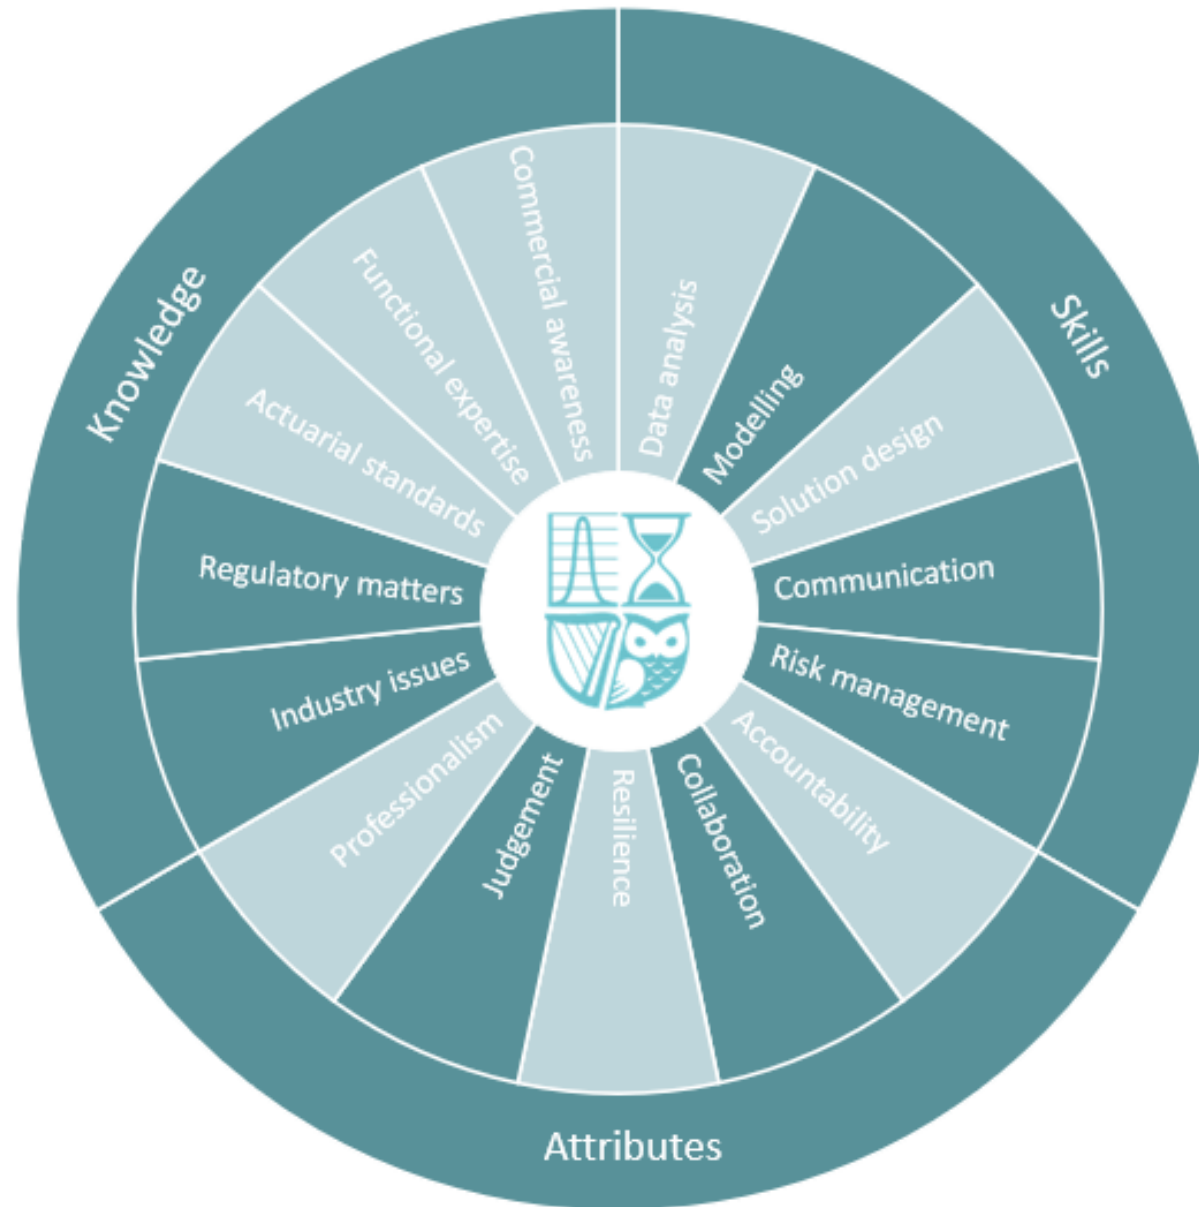 Knowledge
Skills
Attributes
Commercial awareness
Functional expertise
Actuarial standards
Regulatory matters
Industry issues
Data analysis
Modelling
Solution design
Communication
Risk management
Accountability
Collaboration
Resilience
Judgement
Professionalism